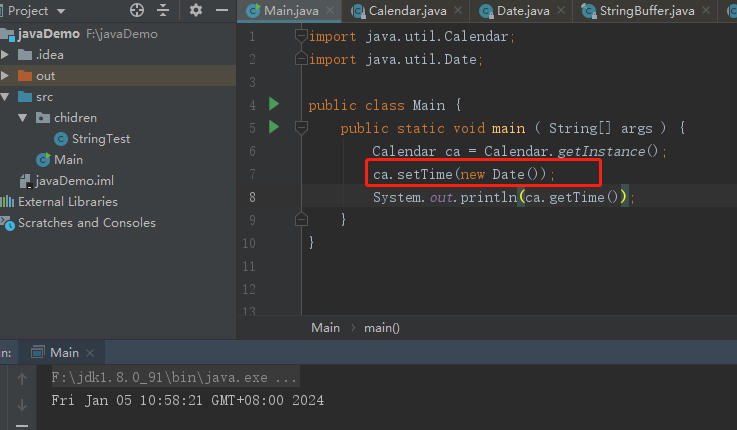 Project
Main.java × Calendar.java × Date.java × StringBuffer.java ×
javaDemo F:\javaDemo
.idea
out
src
chidren
StringTest
Main
javaDemo.iml
External Libraries
Scratches and Consoles
1 import java.util.Calendar;
2 import java.util.Date;
3
4 public class Main {
5 public static void main ( String[] args ) {
6 Calendar ca = Calendar.getInstance();
7 ca.setTime(new Date());
8 System.out.println(ca.getTime());
9 }
10 }
11
12
13
Main › main()
n: Main ×
F:\jdk1.8.0_91\bin\java.exe ...
Fri Jan 05 10:58:21 GMT+08:00 2024